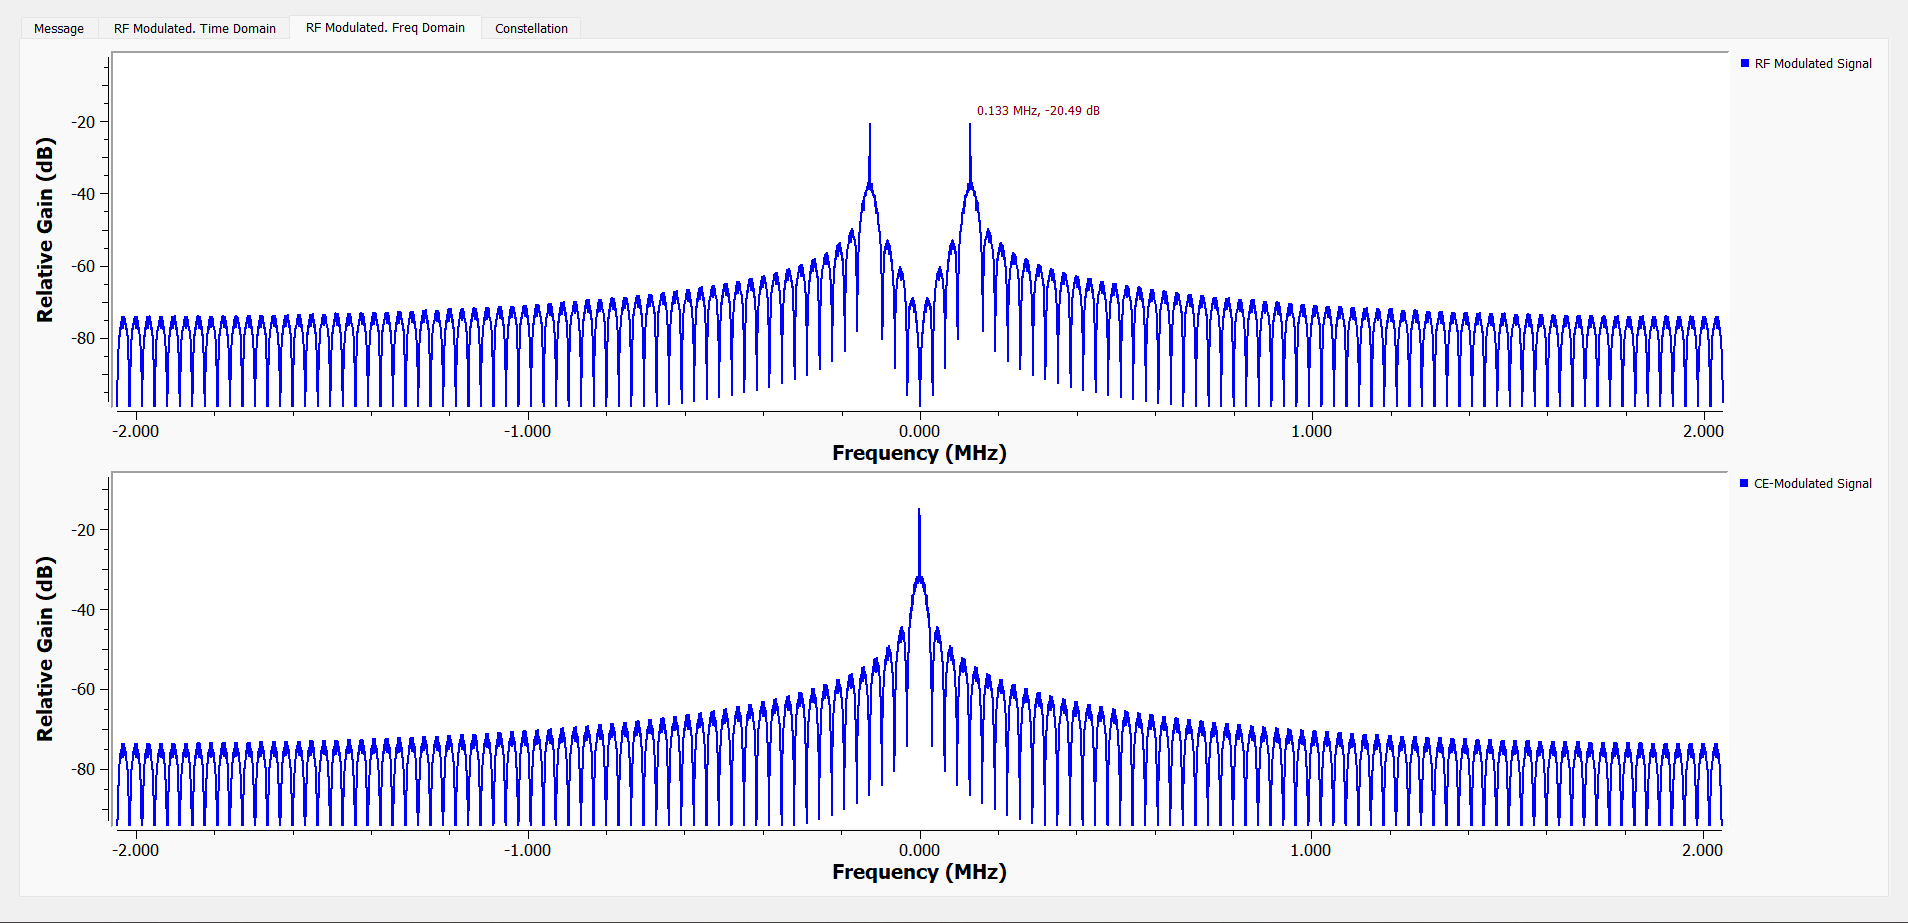 Message
RF Modulated. Time Domain
RF Modulated. Freq Domain
Constellation
RF Modulated Signal
0.133 MHz, -20.49 dB
Relative Gain (dB)
-20
-40
-60
-80
-2.000
-1.000
0.000
1.000
2.000
Frequency (MHz)
CE-Modulated Signal
Relative Gain (dB)
-20
-40
-60
-80
-2.000
-1.000
0.000
1.000
2.000
Frequency (MHz)